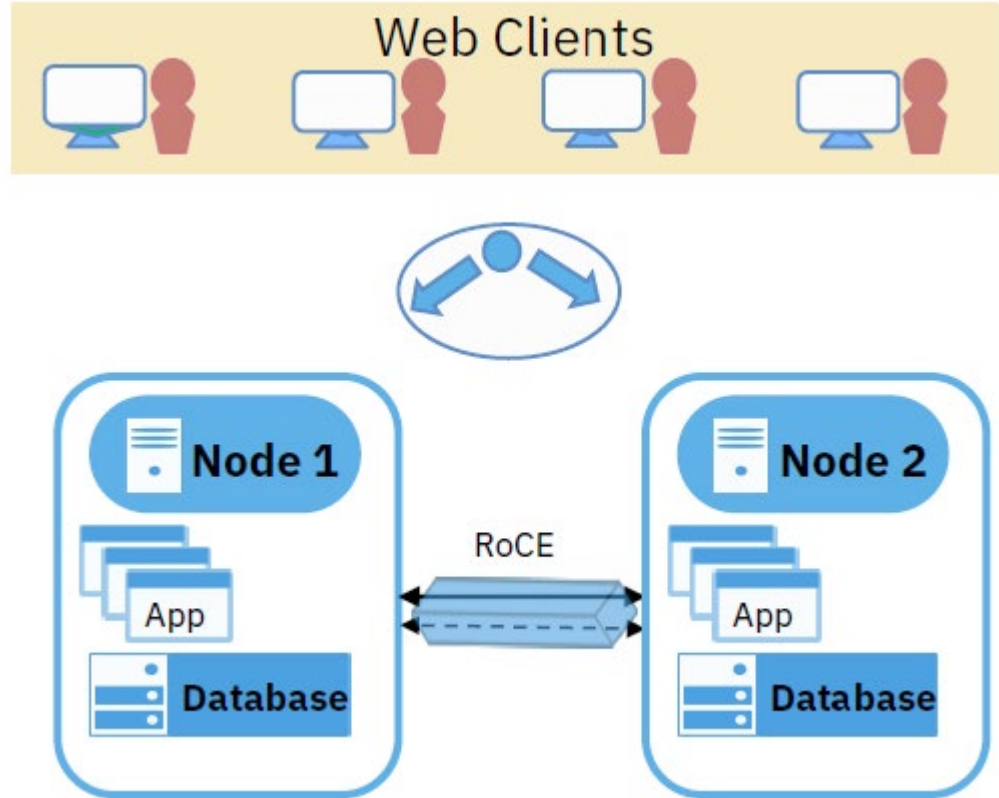 Web Clients
Node 1
Node 2
RoCE
App
App
Database
Database